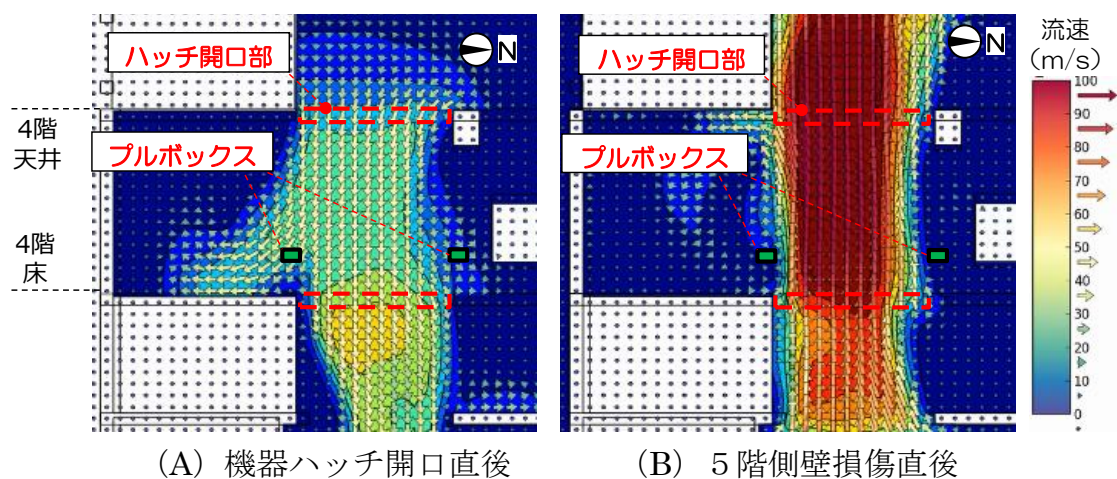 ハッチ開口部
N
4階
天井
プルボックス
4階
床
(A) 機器ハッチ開口直後
ハッチ開口部
N
プルボックス
(B) 5階側壁損傷直後
流速
(m/s)
100
90
80
70
60
50
40
30
20
10
0